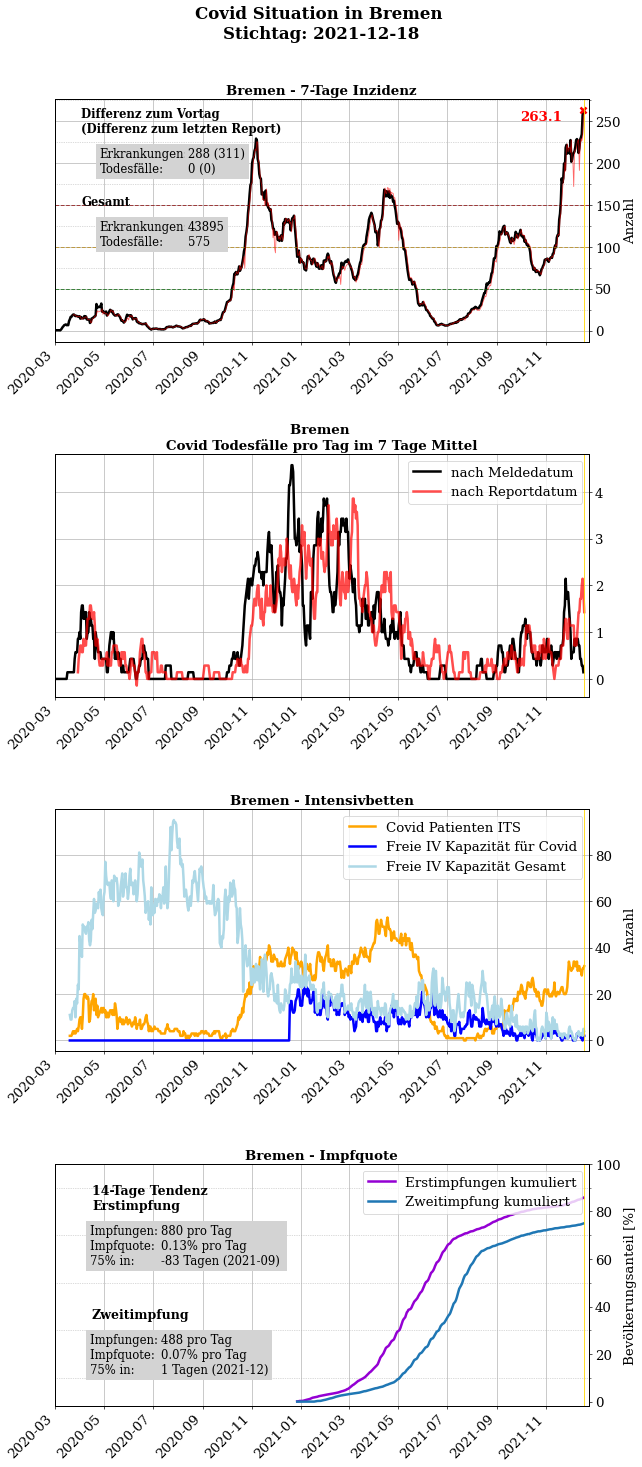 Covid Situation in Bremen
Stichtag: 2021-12-18
Bremen - 7-Tage Inzidenz
Differenz zum Vortag
(Differenz zum letzten Report)
Erkrankungen 288 (311)
Todesfälle: 0 (0)
Gesamt
Erkrankungen 43895
Todesfälle: 575
263.1
250
200
150
100
50
0
Anzahl
2020-03
2020-05
2020-07
2020-09
2020-11
2021-01
2021-03
2021-05
2021-07
2021-09
2021-11
Bremen
Covid Todesfälle pro Tag im 7 Tage Mittel
nach Meldedatum
nach Reportdatum
4
3
2
1
0
2020-03
2020-05
2020-07
2020-09
2020-11
2021-01
2021-03
2021-05
2021-07
2021-09
2021-11
Bremen - Intensivbetten
Covid Patienten ITS
Freie IV Kapazität für Covid
Freie IV Kapazität Gesamt
80
60
40
20
0
Anzahl
2020-03
2020-05
2020-07
2020-09
2020-11
2021-01
2021-03
2021-05
2021-07
2021-09
2021-11
Bremen - Impfquote
14-Tage Tendenz
Erstimpfung
Impfungen: 880 pro Tag
Impfquote: 0.13% pro Tag
75% in: -83 Tagen (2021-09)
Zweitimpfung
Impfungen: 488 pro Tag
Impfquote: 0.07% pro Tag
75% in: 1 Tagen (2021-12)
Erstimpfungen kumuliert
Zweitimpfung kumuliert
100
80
60
40
20
0
Bevölkerungsanteil [%]
2020-03
2020-05
2020-07
2020-09
2020-11
2021-01
2021-03
2021-05
2021-07
2021-09
2021-11